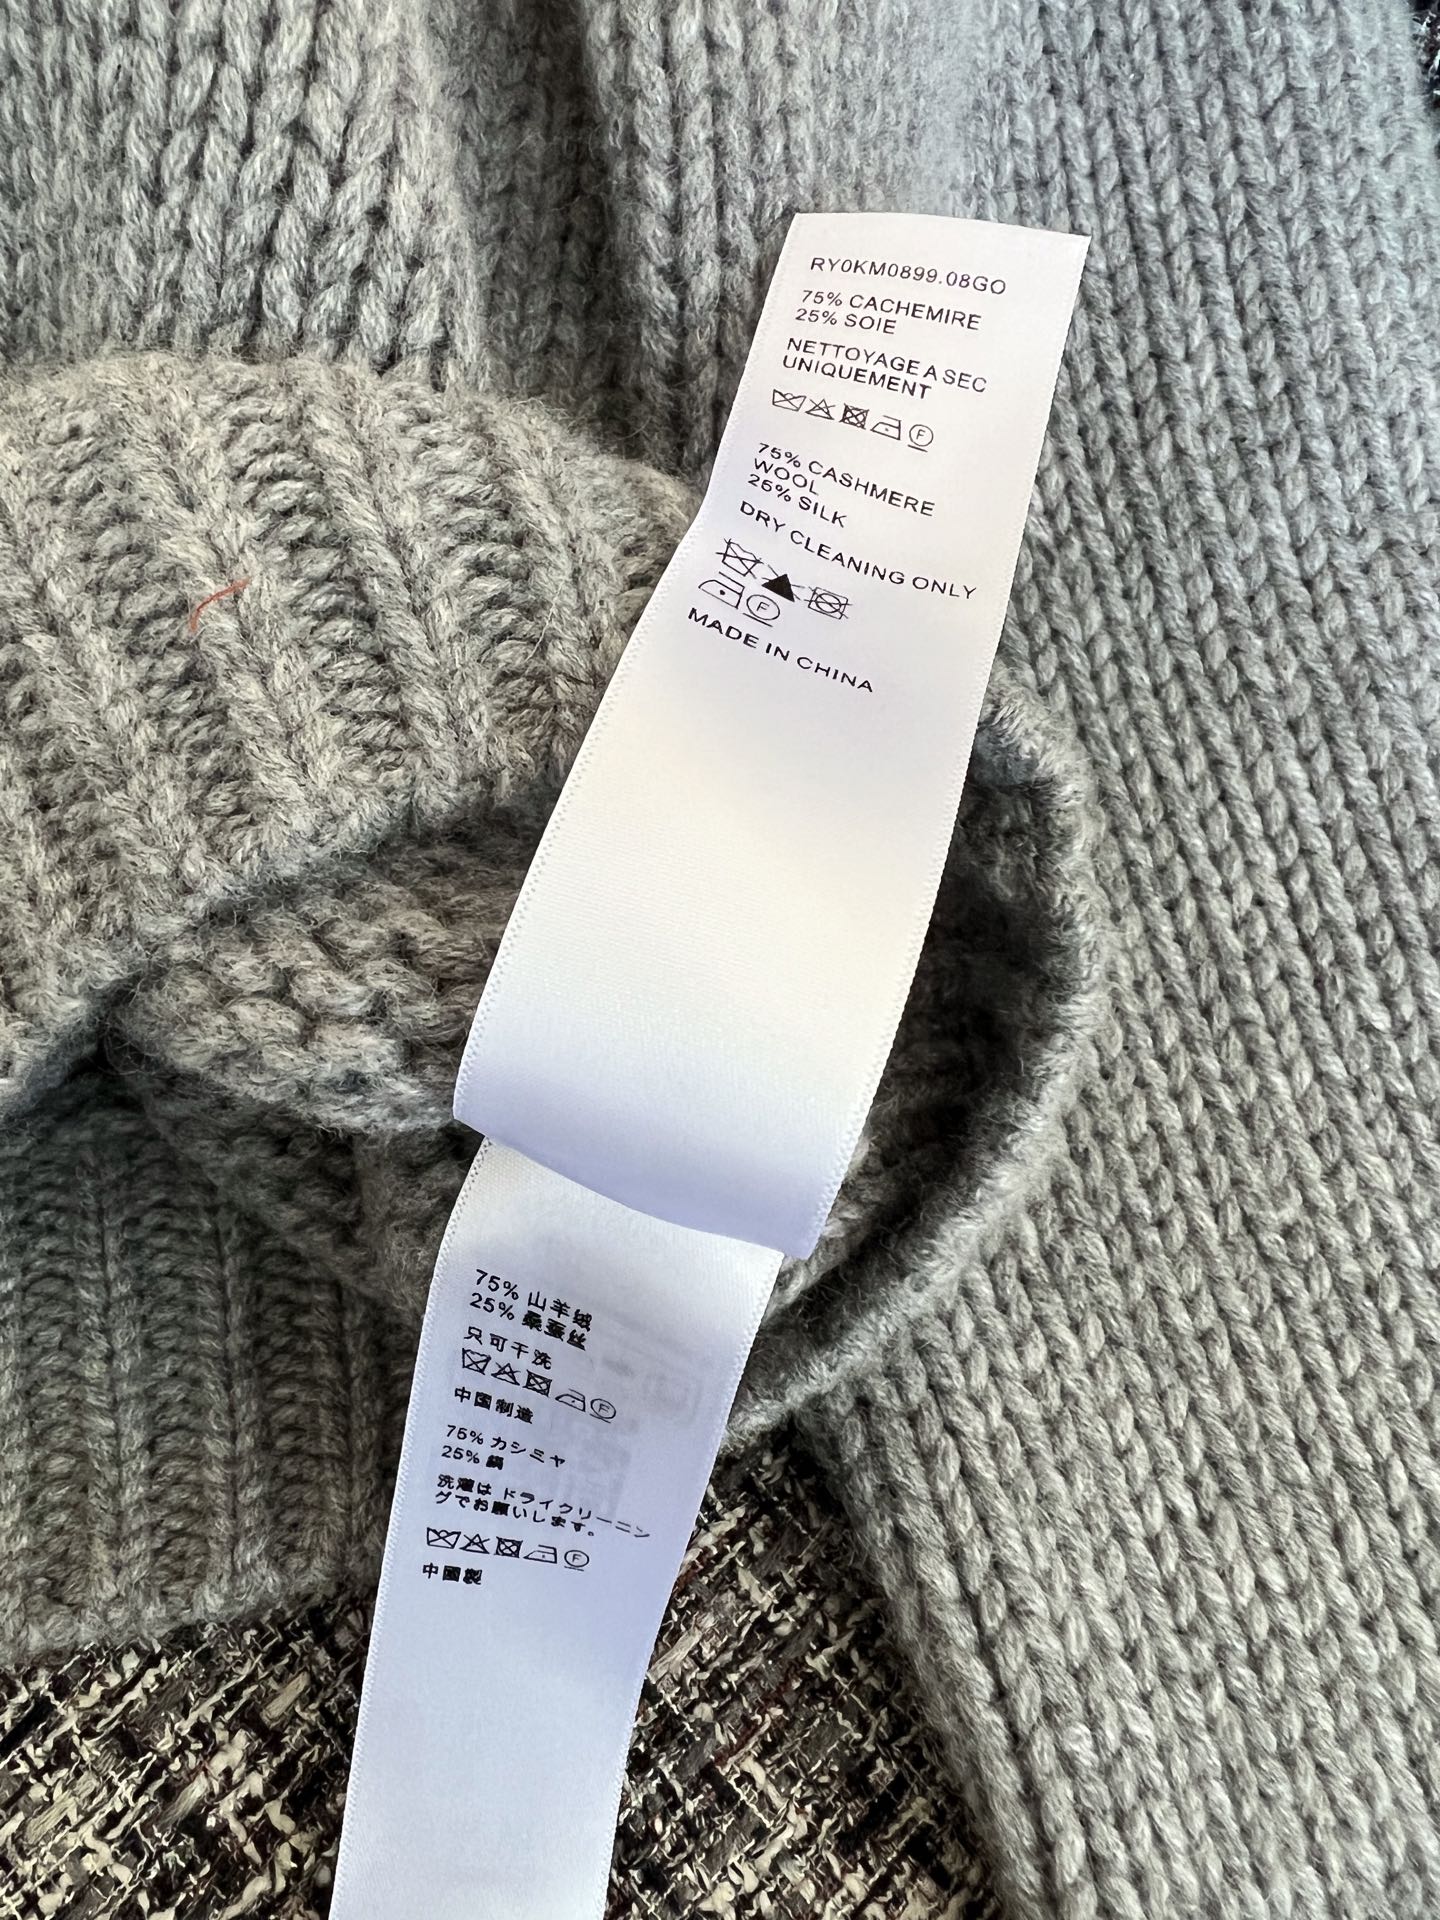 RY0KM0899.08GO
75% CACHEMIRE
25% SOIE
NETTOYAGE A SEC
UNIQUEMENT
F
75% CASHMERE
WOOL
25% SILK
DRY CLEANING ONLY
F
MADE IN CHINA
75% 山羊绒
25% 桑蚕丝
只可干洗
F
中国制造
75% カシミヤ
25% 絹
洗濯は ドライクリーニン
グでお願いします。
F
中國製